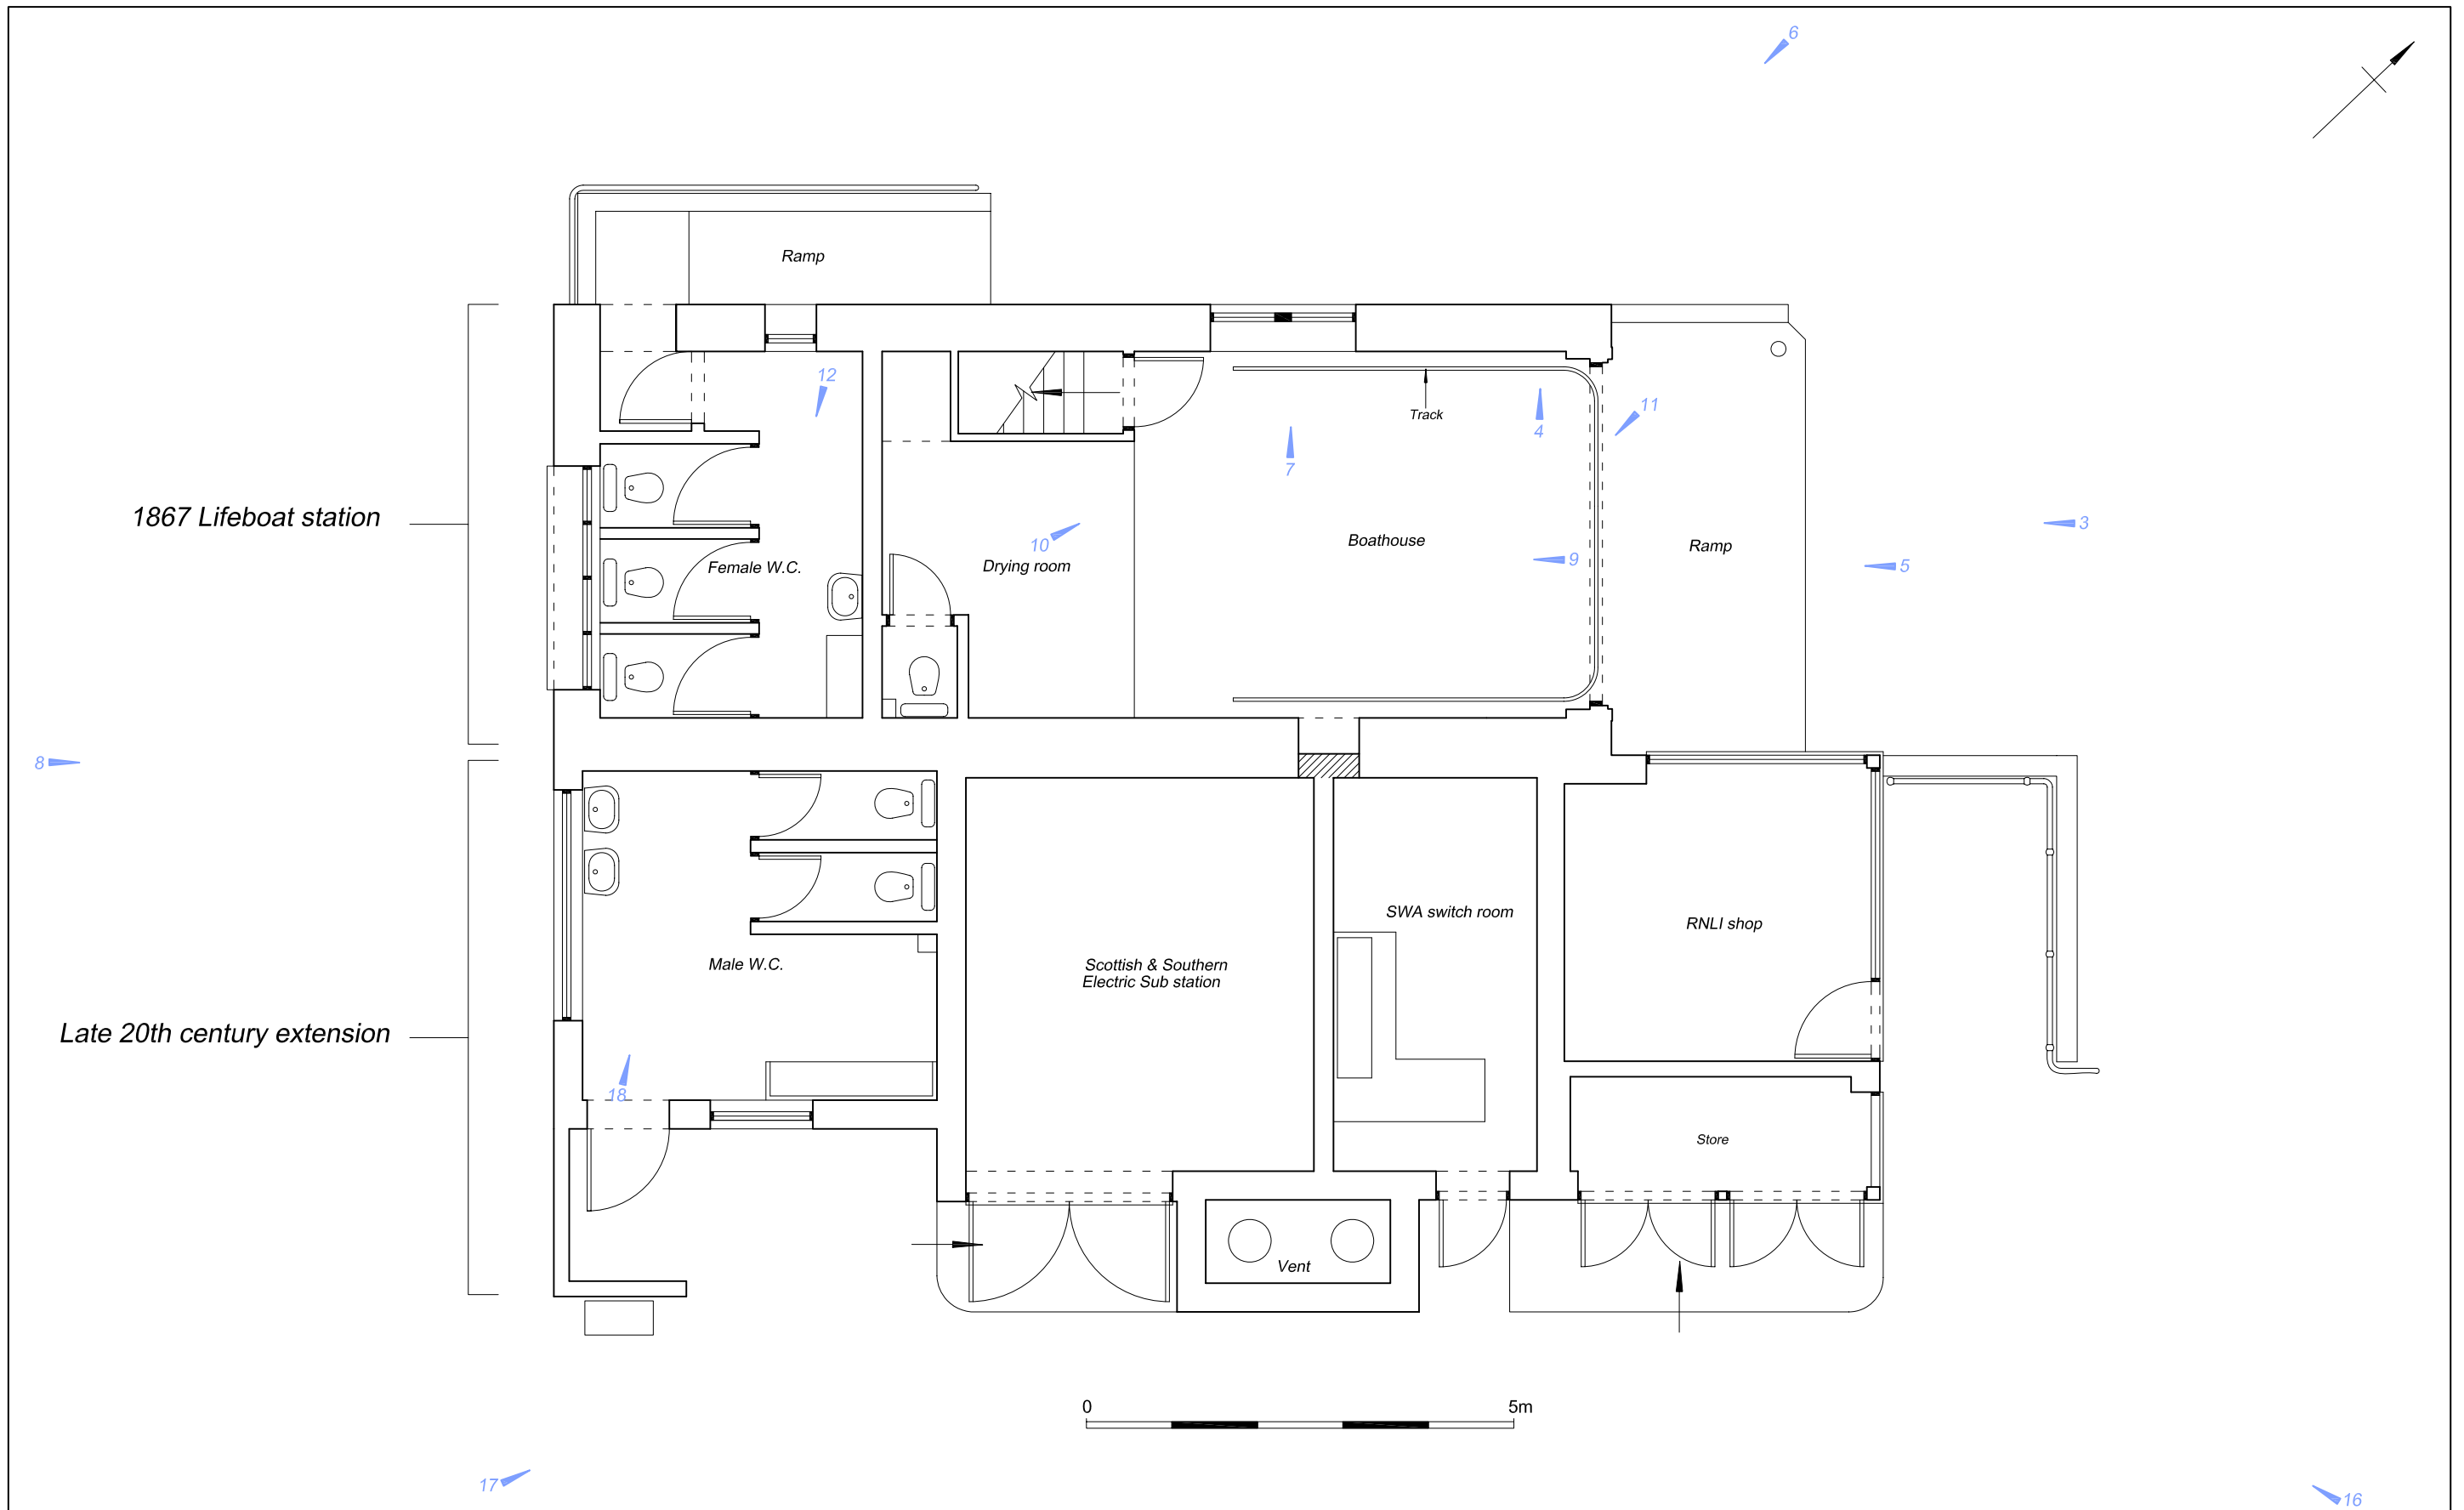 6
Ramp
12
11
Track
4
7
1867 Lifeboat station
3
10
Boathouse
Ramp
9
5
Drying room
Female W.C.
8
SWA switch room
RNLI shop
Male W.C.
Scottish & Southern
Electric Sub station
Late 20th century extension
18
Store
Vent
0 5m
17
16